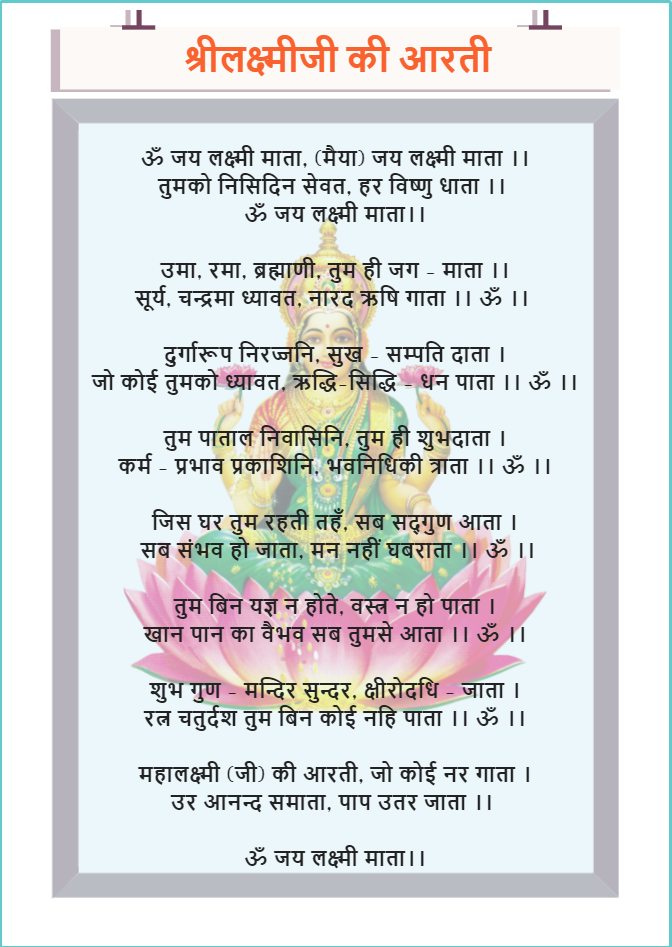 श्रीलक्ष्मीजी की आरती
ॐ जय लक्ष्मी माता, (मैया) जय लक्ष्मी माता ।।
तुमको निसिदिन सेवत, हर विष्णु धाता ।।
ॐ जय लक्ष्मी माता।।
उमा, रमा, ब्रह्माणी, तुम ही जग - माता ।।
सूर्य, चन्द्रमा ध्यावत, नारद ऋषि गाता ।। ॐ ।।
दुर्गारूप निरज्जनि, सुख - सम्पति दाता ।
जो कोई तुमको ध्यावत, ऋद्धि-सिद्धि - धन पाता ।। ॐ ।।
तुम पाताल निवासिनि, तुम ही शुभदाता ।
कर्म - प्रभाव प्रकाशिनि, भवनिधिकी त्राता ।। ॐ ।।
जिस घर तुम रहती तहँ, सब सद्‌गुण आता ।
सब संभव हो जाता, मन नहीं घबराता ।। ॐ ।।
तुम बिन यज्ञ न होते, वस्त्र न हो पाता ।
खान पान का वैभव सब तुमसे आता ।। ॐ ।।
शुभ गुण - मन्दिर सुन्दर, क्षीरोदधि - जाता ।
रत्न चतुर्दश तुम बिन कोई नहि पाता ।। ॐ ।।
महालक्ष्मी (जी) की आरती, जो कोई नर गाता ।
उर आनन्द समाता, पाप उतर जाता ।।
ॐ जय लक्ष्मी माता।।